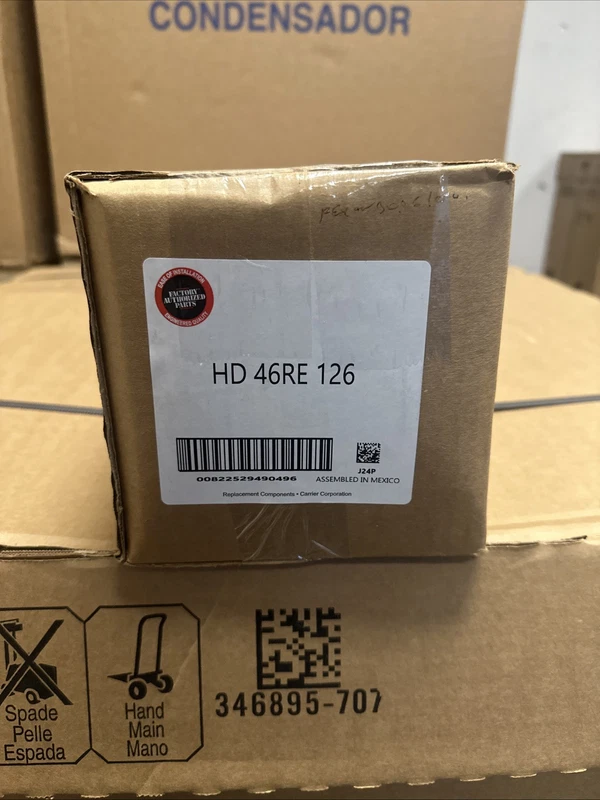 CONDENSADOR
EASE OF INSTALLATION
FACTORY
AUTHORIZED
PARTS
ENGINEERED QUALITY
HD 46RE 126
00822529490496
J24P
ASSEMBLED IN MEXICO
Replacement Components • Carrier Corporation
Spade
Pelle
Espada
Hand
Main
Mano
346895-707